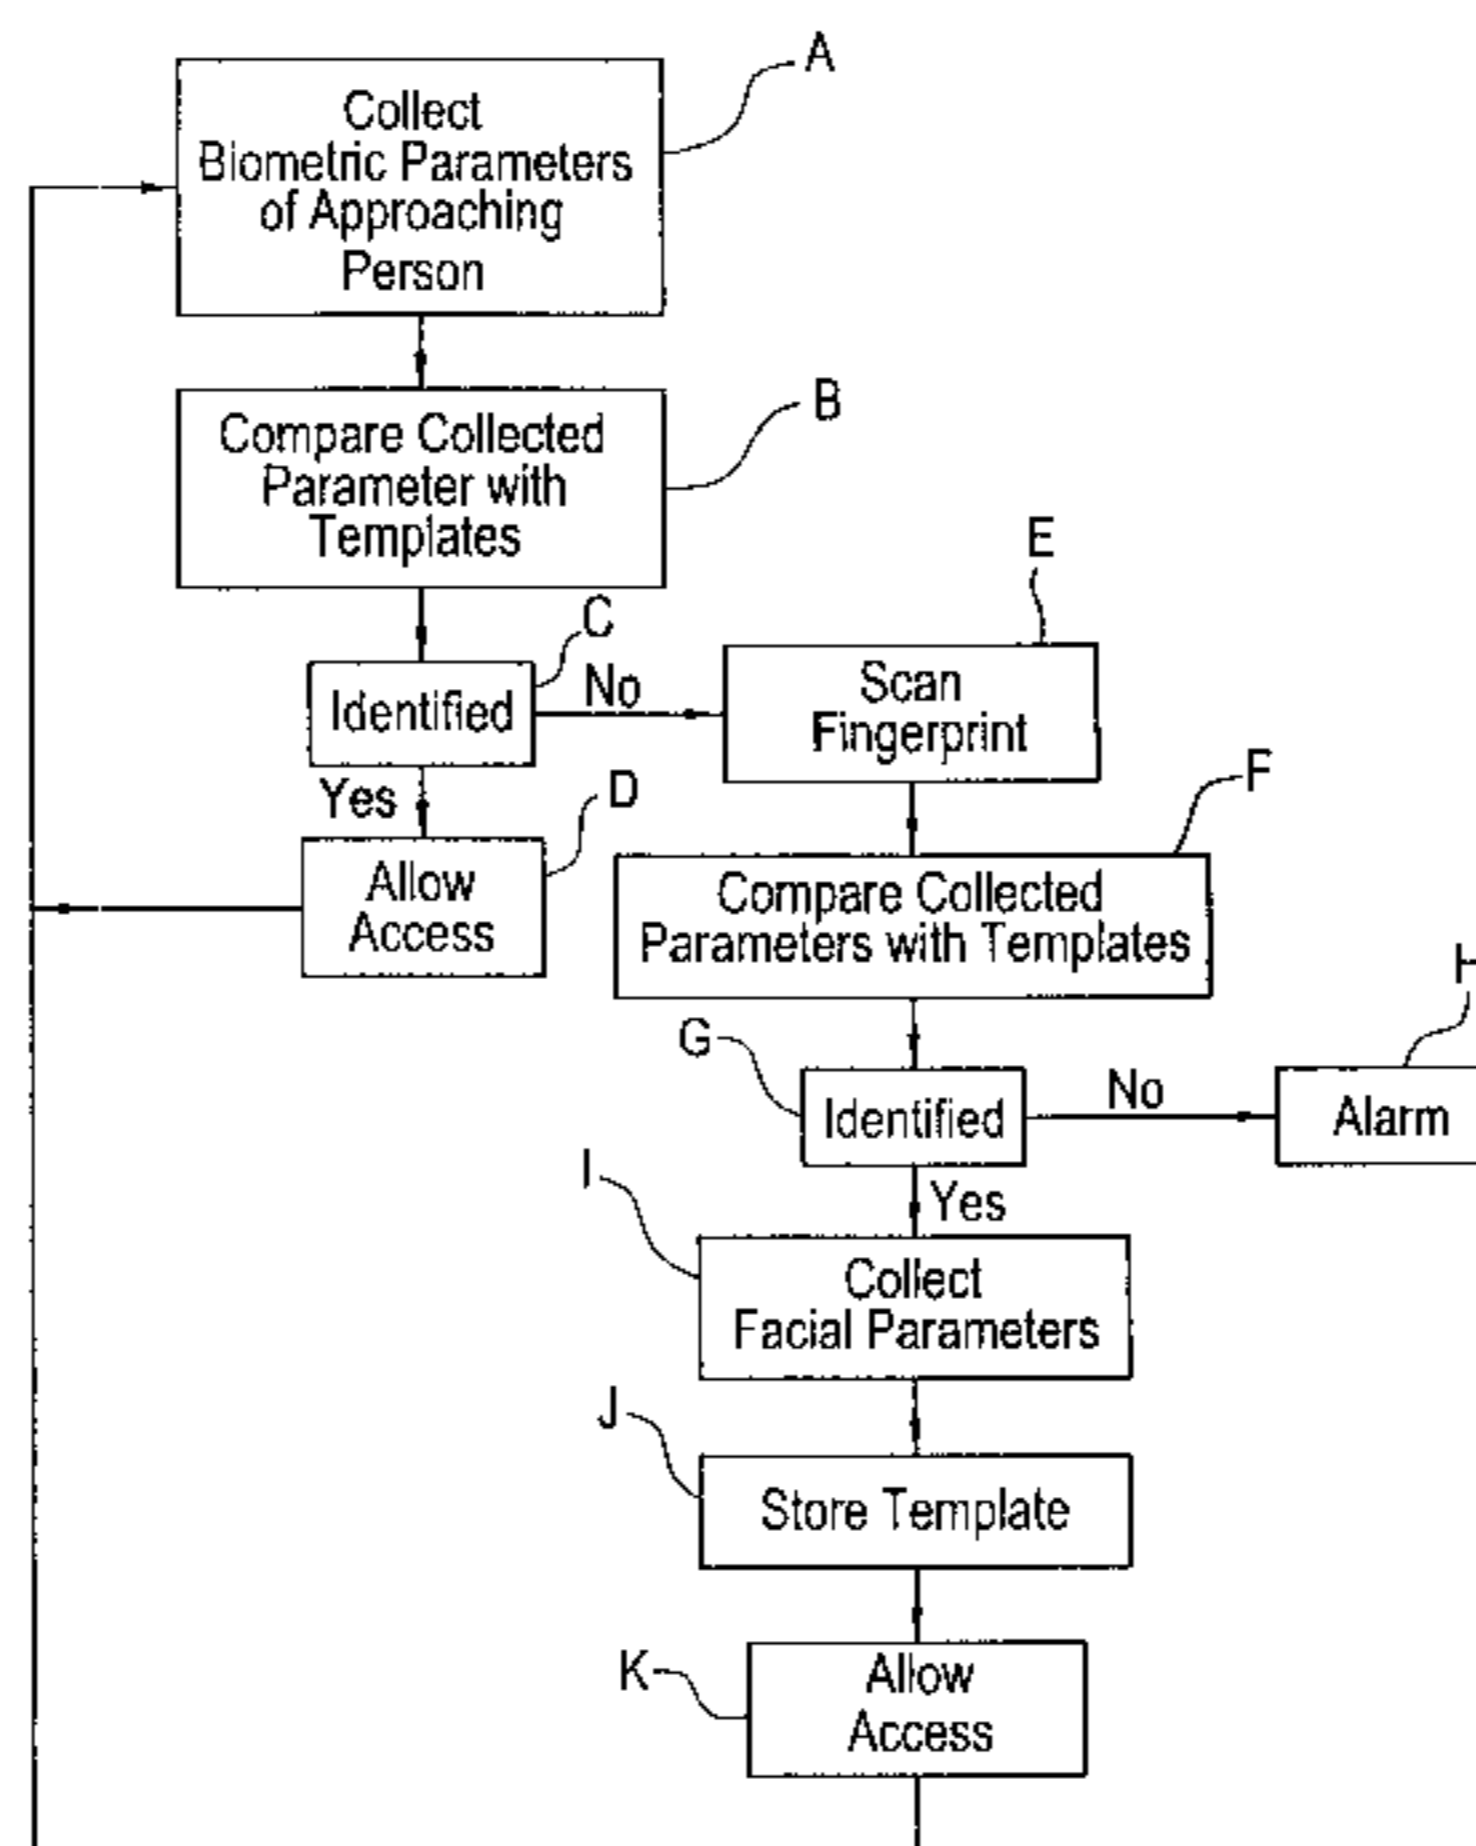 A
Collect
Biometric Parameters
of Approaching
Person
B
Compare Collected
Parameter with
Templates
C
Identified
No
E
Scan
Fingerprint
Yes
D
Allow
Access
F
Compare Collected
Parameters with Templates
G
Identified
No
H
Alarm
Yes
I
Collect
Facial Parameters
J
Store Template
K
Allow
Access